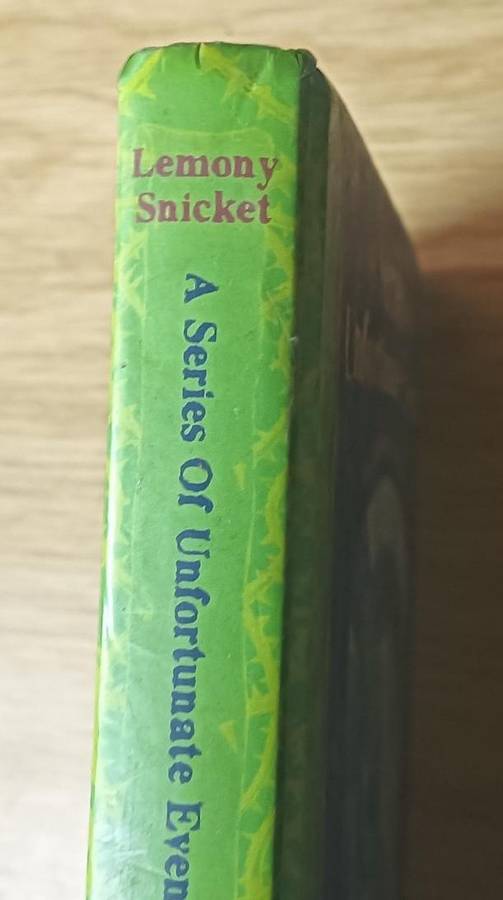 Lemony
Snicket
A Series Of Unfortunate Even